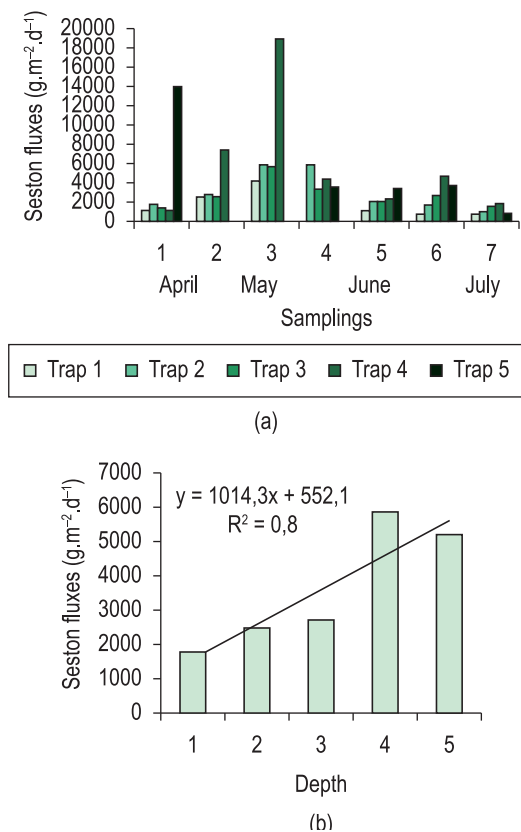 Seston fluxes (g.m⁻².d⁻¹)
20000
18000
16000
14000
12000
10000
8000
6000
4000
2000
0
1 2 3 4 5 6 7
April May June July
Samplings
Trap 1 Trap 2 Trap 3 Trap 4 Trap 5
(a)
Seston fluxes (g.m⁻².d⁻¹)
7000
6000
5000
4000
3000
2000
1000
0
y = 1014,3x + 552,1
R² = 0,8
1 2 3 4 5
Depth
(b)